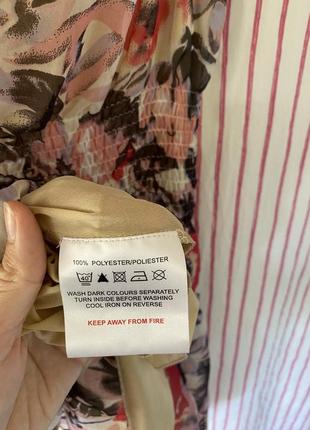 100% POLYESTER/POLIESTER
40°
WASH DARK COLOURS SEPARATELY
TURN INSIDE BEFORE WASHING
COOL IRON ON REVERSE
KEEP AWAY FROM FIRE